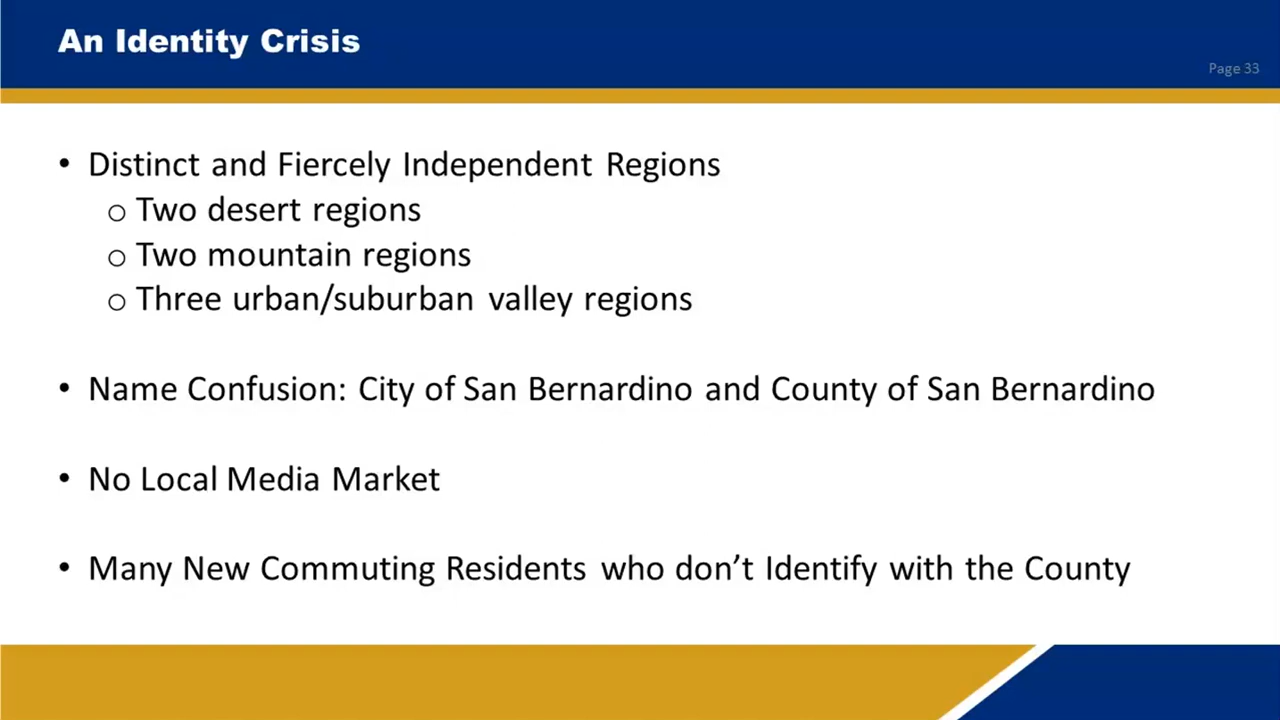 An Identity Crisis
Page 33
• Distinct and Fiercely Independent Regions
o Two desert regions
o Two mountain regions
o Three urban/suburban valley regions
• Name Confusion: City of San Bernardino and County of San Bernardino
• No Local Media Market
• Many New Commuting Residents who don’t Identify with the County